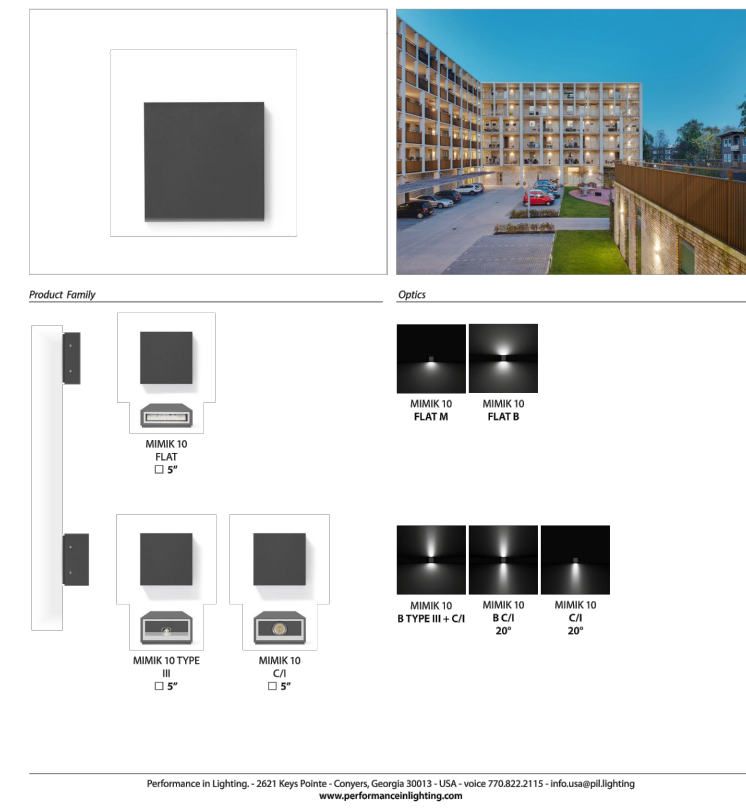 Product Family
Optics
MIMIK 10
FLAT
□ 5”
MIMIK 10
FLAT M
MIMIK 10
FLAT B
MIMIK 10 TYPE
III
□ 5”
MIMIK 10
C/I
□ 5”
MIMIK 10
B TYPE III + C/I
MIMIK 10
B C/I
20°
MIMIK 10
C/I
20°
Performance in Lighting. - 2621 Keys Pointe - Conyers, Georgia 30013 - USA - voice 770.822.2115 - info.usa@pil.lighting
www.performanceinlighting.com